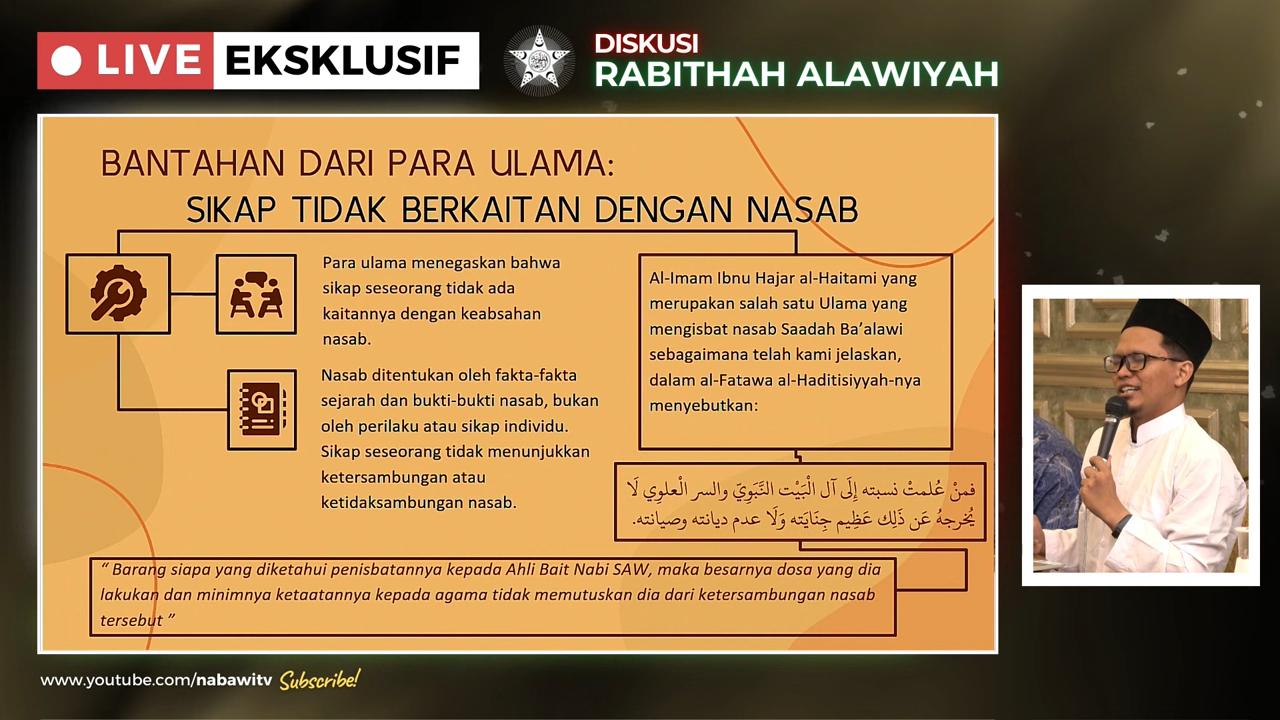 LIVE EKSKLUSIF
DISKUSI
RABITHAH ALAWIYAH
BANTAHAN DARI PARA ULAMA:
SIKAP TIDAK BERKAITAN DENGAN NASAB
Para ulama menegaskan bahwa
sikap seseorang tidak ada
kaitannya dengan keabsahan
nasab.
Nasab ditentukan oleh fakta-fakta
sejarah dan bukti-bukti nasab, bukan
oleh perilaku atau sikap individu.
Sikap seseorang tidak menunjukkan
ketersambungan atau
ketidaksambungan nasab.
Al-Imam Ibnu Hajar al-Haitami yang
merupakan salah satu Ulama yang
mengisbat nasab Saadah Ba’alawi
sebagaimana telah kami jelaskan,
dalam al-Fatawa al-Haditisiyyah-nya
menyebutkan:
فمنْ عُلمتْ نسبته إلَى آل الْبَيْت النَّبَوِيّ والسر الْعلوِي لَا
يُخرجهُ عَن ذَلِك عَظِيم جِنَايَته وَلَا عدم ديانته وصيانته.
“ Barang siapa yang diketahui penisbatannya kepada Ahli Bait Nabi SAW, maka besarnya dosa yang dia
lakukan dan minimnya ketaatannya kepada agama tidak memutuskan dia dari ketersambungan nasab
tersebut ”
www.youtube.com/nabawitv Subscribe!